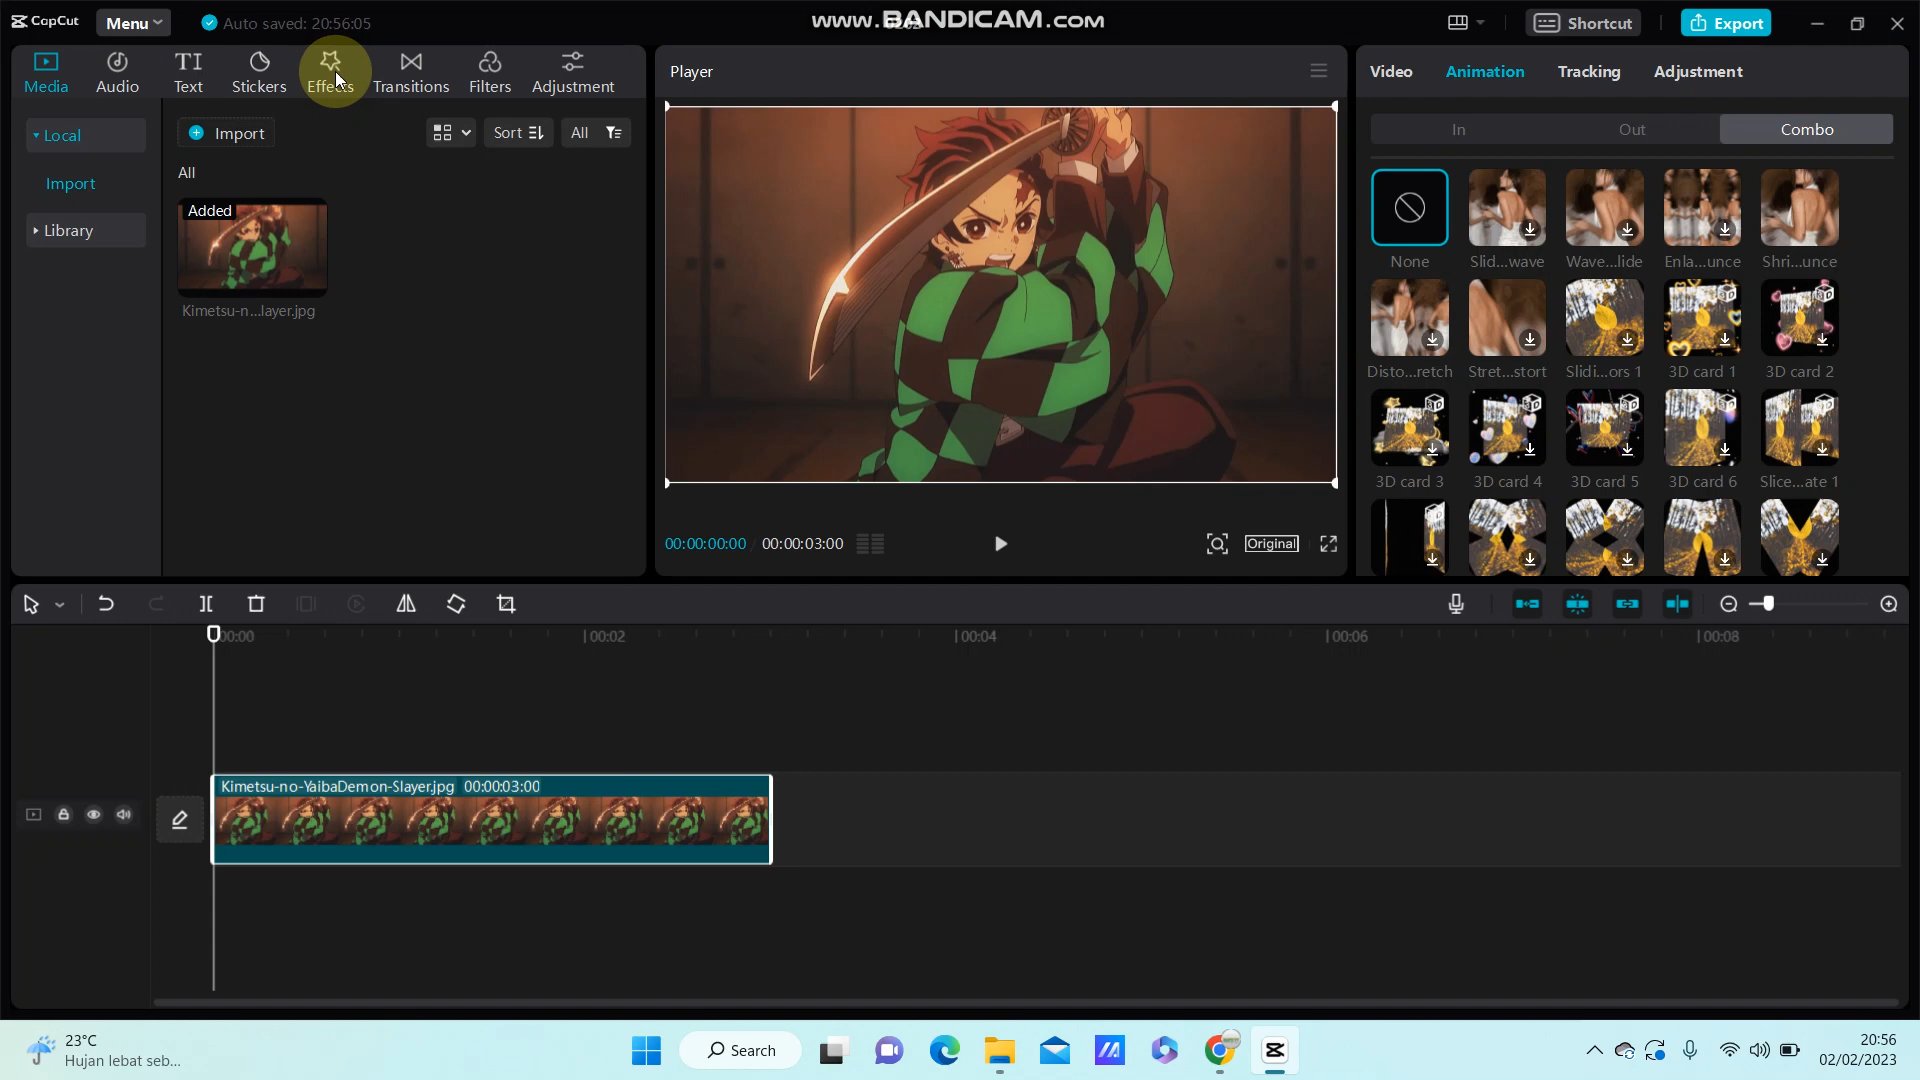 CapCut
Menu
Auto saved: 20:56:05
www.BANDICAM.com
Shortcut
Export
Media
Audio
Text
Stickers
Effects
Transitions
Filters
Adjustment
Local
Import
Library
Import
Sort
All
All
Added
Kimetsu-n...layer.jpg
Player
00:00:00:00 / 00:00:03:00
Original
Video
Animation
Tracking
Adjustment
In
Out
Combo
None
Slid...wave
Wave...lide
Enla...unce
Shri...unce
Disto...retch
Stret...stort
Slidi...ors 1
3D card 1
3D card 2
3D card 3
3D card 4
3D card 5
3D card 6
Slice...ate 1
00:00
00:02
00:04
00:06
00:08
Kimetsu-no-YaibaDemon-Slayer.jpg 00:00:03:00
23°C
Hujan lebat seb...
Search
20:56
02/02/2023